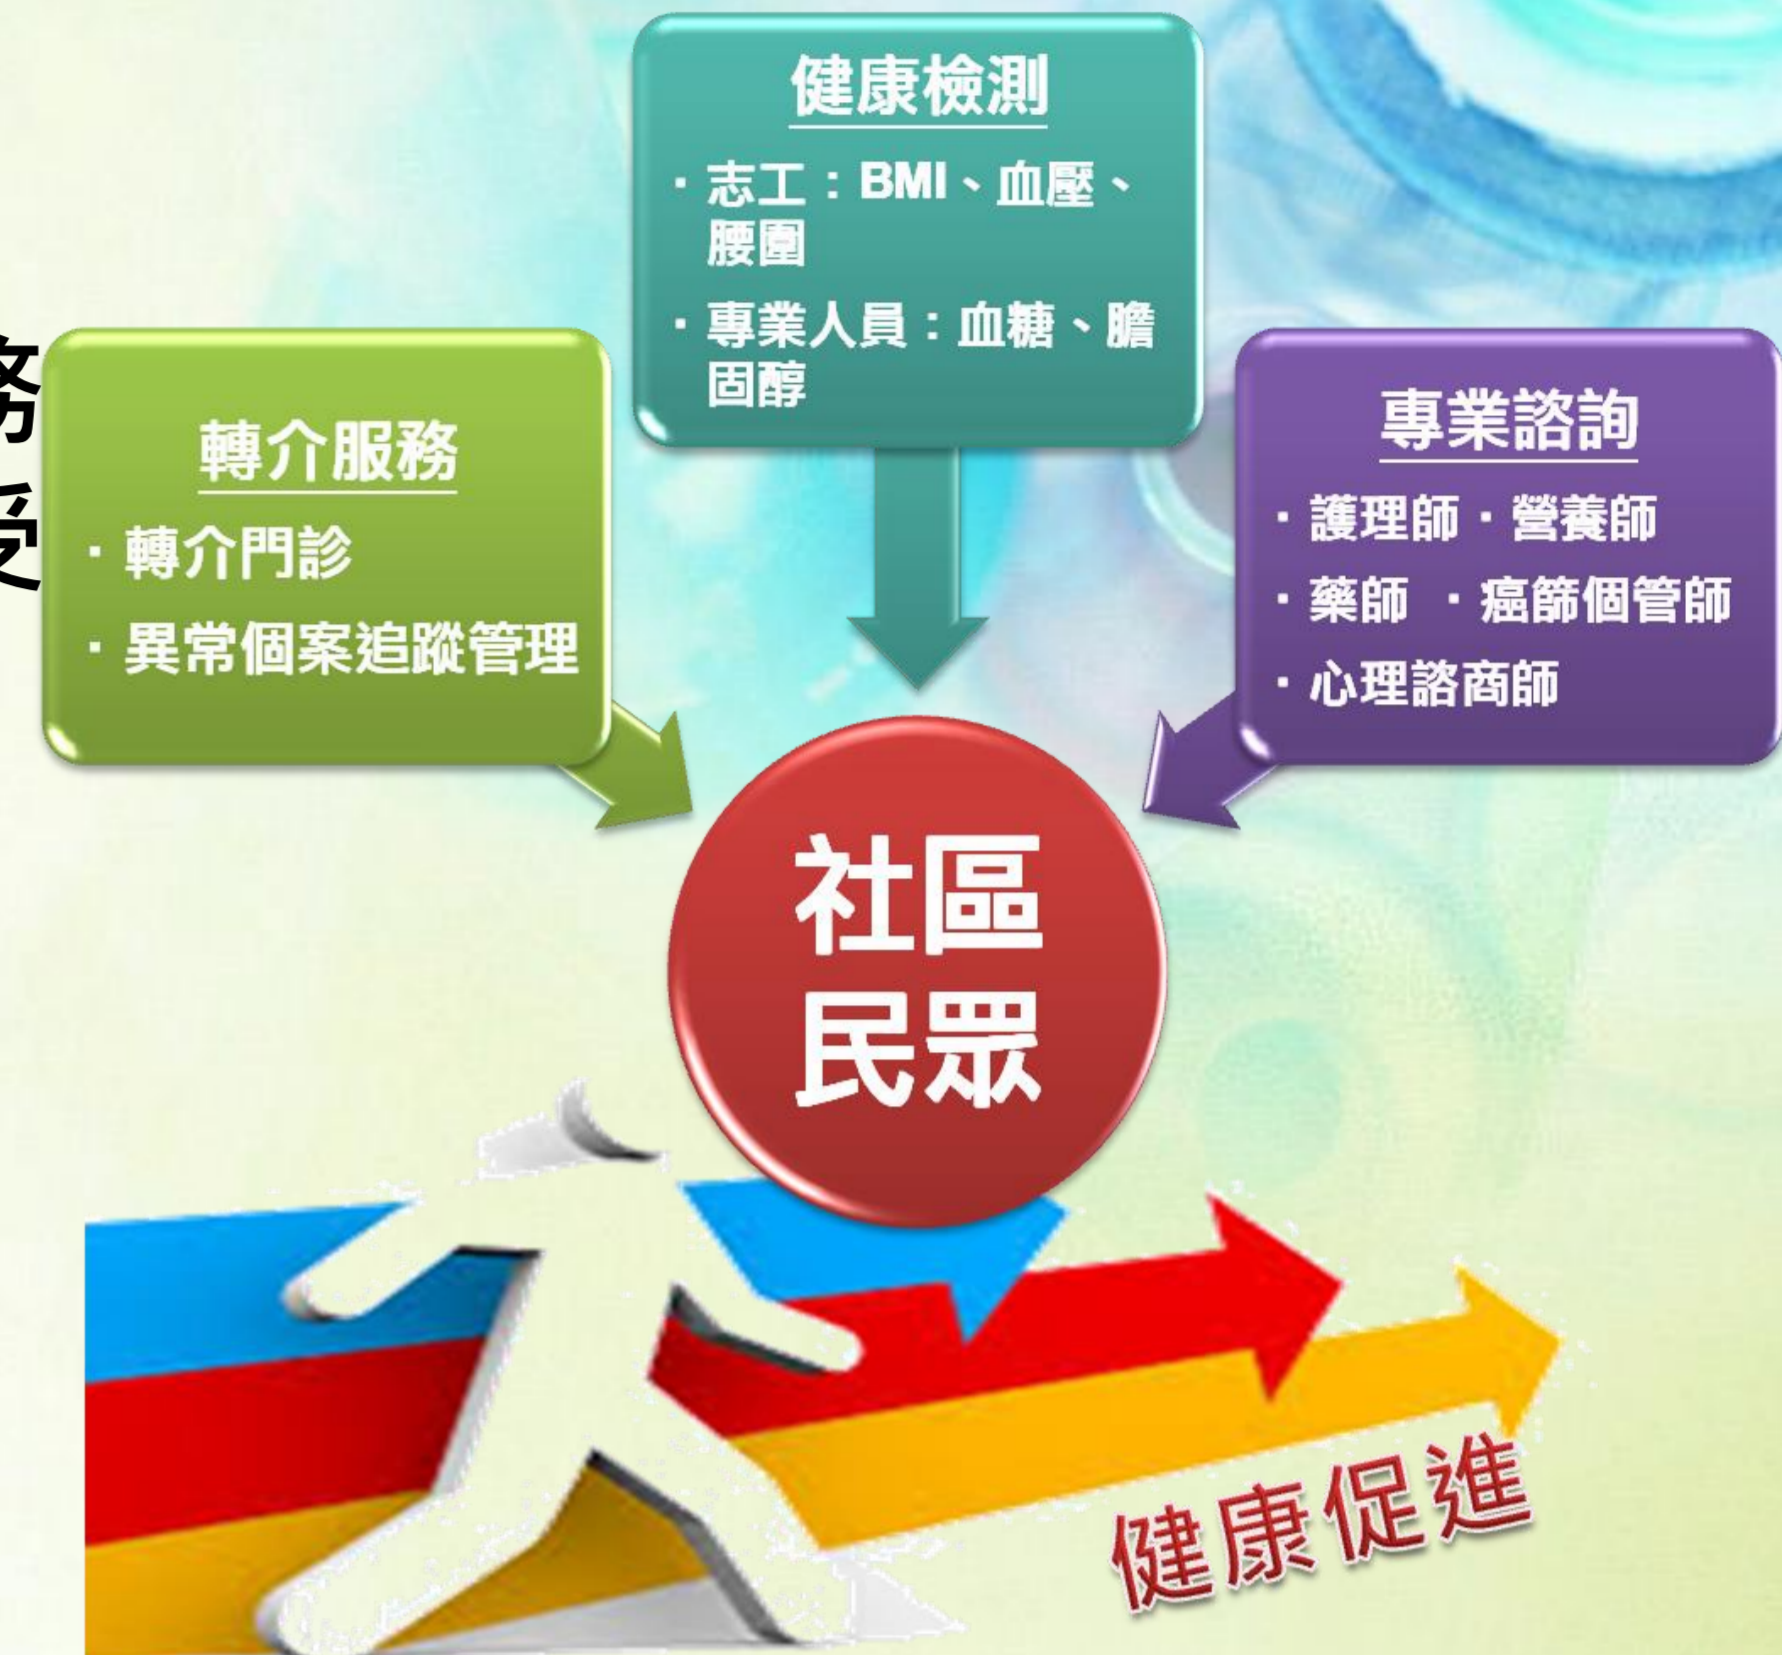 健康檢測
·志工：BMI、血壓、
腰圍
·專業人員：血糖、膽
固醇
務
受
轉介服務
·轉介門診
·異常個案追蹤管理
專業諮詢
·護理師·營養師
·藥師 ·癌篩個管師
·心理諮商師
社區
民眾
健康促進